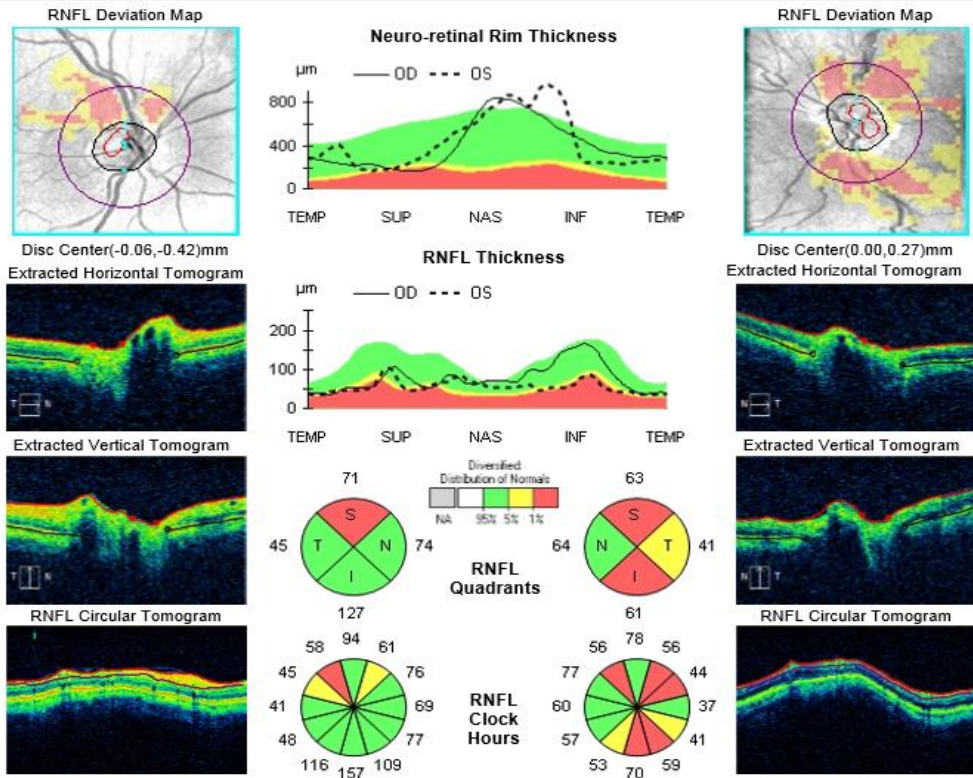 RNFL Deviation Map
Disc Center(-0.06,-0.42)mm
Extracted Horizontal Tomogram
T N
Extracted Vertical Tomogram
T N
RNFL Circular Tomogram
Neuro-retinal Rim Thickness
µm OD OS
800
400
0
TEMP SUP NAS INF TEMP
RNFL Thickness
µm OD OS
200
100
0
TEMP SUP NAS INF TEMP
Diversified:
Distribution of Normals
NA 95% 5% 1%
71
S
45 T N 74
I
127
RNFL
Quadrants
63
S
64 N T 41
I
61
94
58 61
45 76
41 69
48 77
116 109
157
RNFL
Clock
Hours
78
56 56
77 44
60 37
57 41
53 59
70
RNFL Deviation Map
Disc Center(0.00,0.27)mm
Extracted Horizontal Tomogram
T N
Extracted Vertical Tomogram
T N
RNFL Circular Tomogram